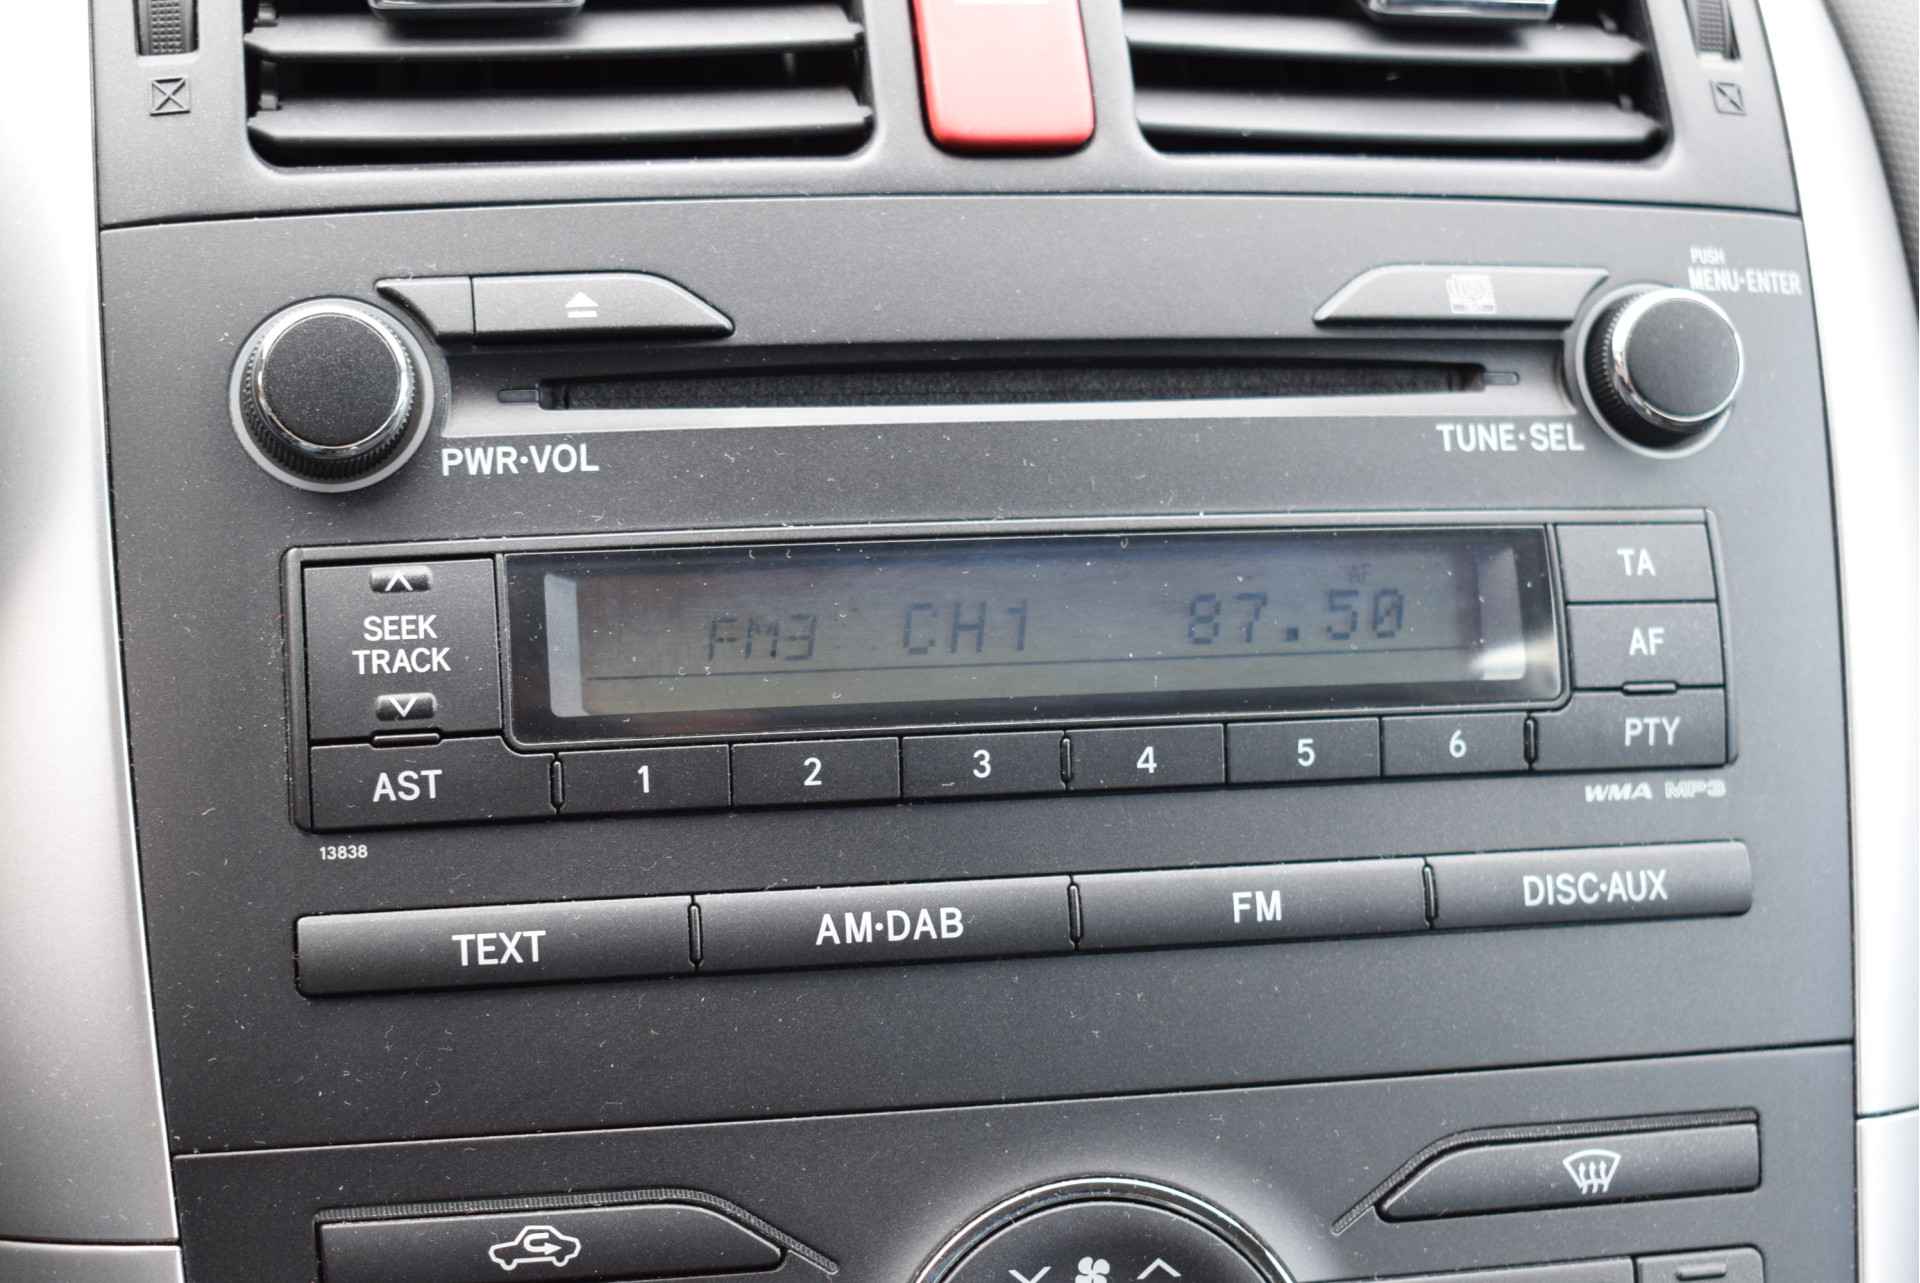 PUSH
MENU·ENTER
PWR·VOL
TUNE·SEL
SEEK
TRACK
AF
FM3 CH1 87.50
TA
AF
PTY
AST 1 2 3 4 5 6
WMA MP3
13838
TEXT AM·DAB FM DISC·AUX